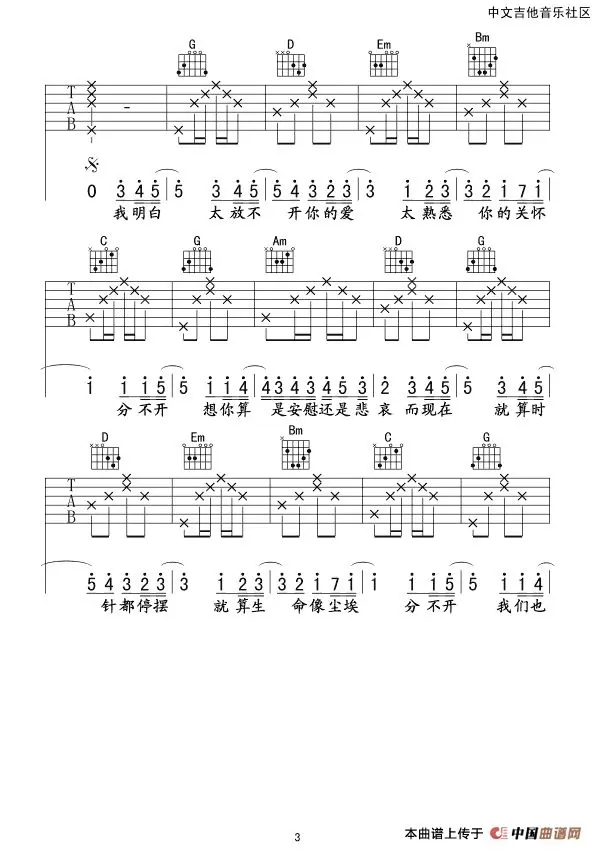 中文吉他音乐社区
G D Em Bm
T
A
B
0 3 4 5 | 5 3 4 5 | 5 4 3 2 3 2 | 3 1 2 3 | 3 2 1 7 1
我明白 太放不 开你的爱 太熟悉 你的关怀
C G Am D G
T
A
B
1 1 1 5 | 5 1 1 4 | 4 3 4 3 4 5 3 | 2 3 4 5 | 5 3 4 5
分不开 想你算 是安慰还是悲 哀而现在 就算时
D Em Bm C G
T
A
B
5 4 3 2 3 | 3 1 2 3 | 3 2 1 7 1 | 1 1 1 5 | 5 1 1 4
针都停摆 就算生 命像尘埃 分不开 我们也
3
本曲谱上传于 中国曲谱网